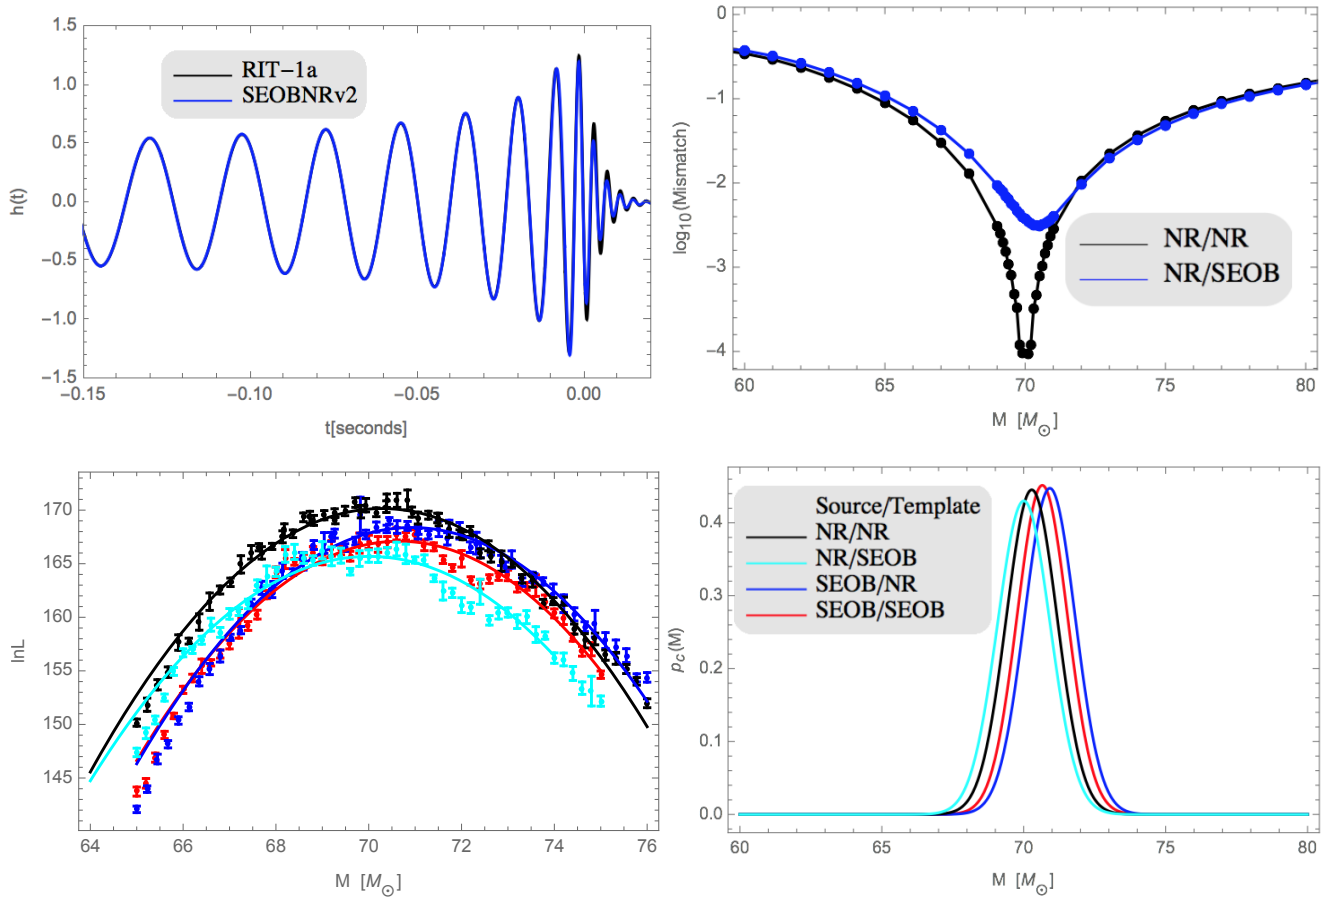 1.5
1.0
0.5
0.0
−0.5
−1.0
−1.5
h(t)
RIT−1a
SEOBNRv2
−0.15
−0.10
−0.05
0.00
t[seconds]
0
−1
−2
−3
−4
log10(Mismatch)
NR/NR
NR/SEOB
60
65
70
75
80
M [M⊙]
170
165
160
155
150
145
lnL
64
66
68
70
72
74
76
M [M⊙]
0.4
0.3
0.2
0.1
0.0
pc(M)
Source/Template
NR/NR
NR/SEOB
SEOB/NR
SEOB/SEOB
60
65
70
75
80
M [M⊙]